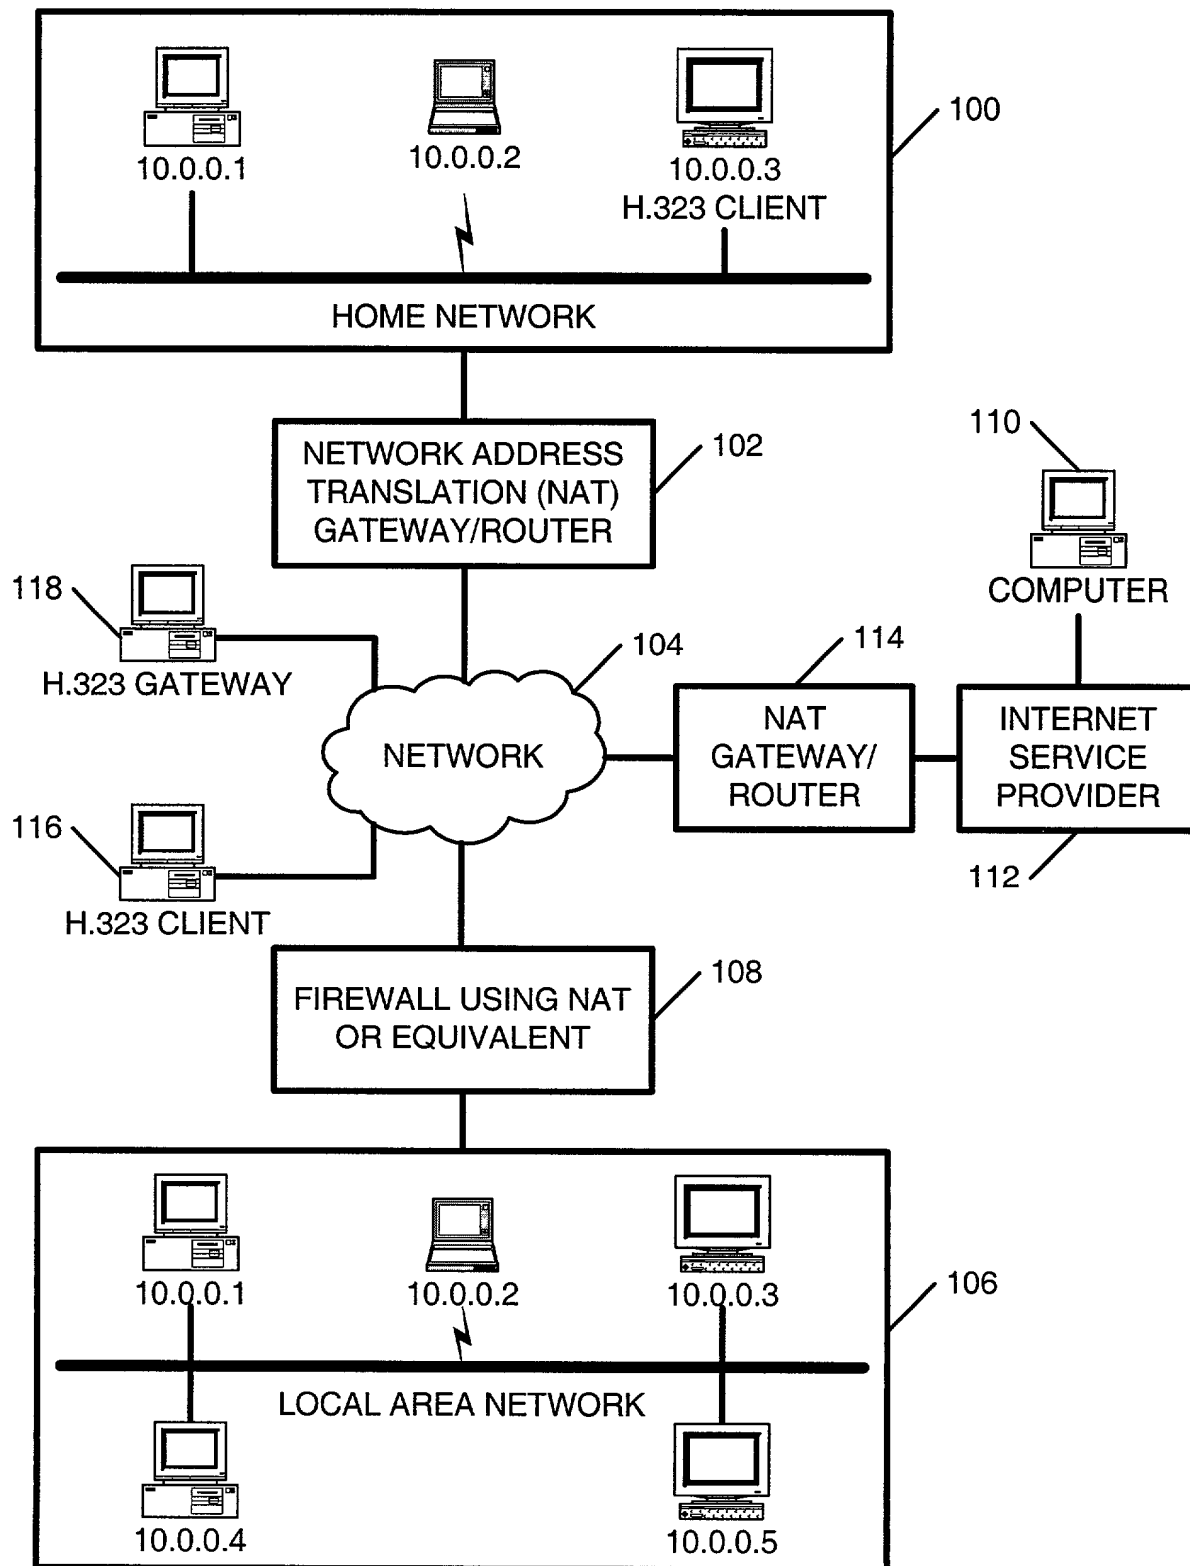 10.0.0.1
10.0.0.2
10.0.0.3
H.323 CLIENT
100
HOME NETWORK
NETWORK ADDRESS
TRANSLATION (NAT)
GATEWAY/ROUTER
102
110
COMPUTER
118
H.323 GATEWAY
104
NETWORK
114
NAT
GATEWAY/
ROUTER
INTERNET
SERVICE
PROVIDER
112
116
H.323 CLIENT
FIREWALL USING NAT
OR EQUIVALENT
108
10.0.0.1
10.0.0.2
10.0.0.3
106
LOCAL AREA NETWORK
10.0.0.4
10.0.0.5